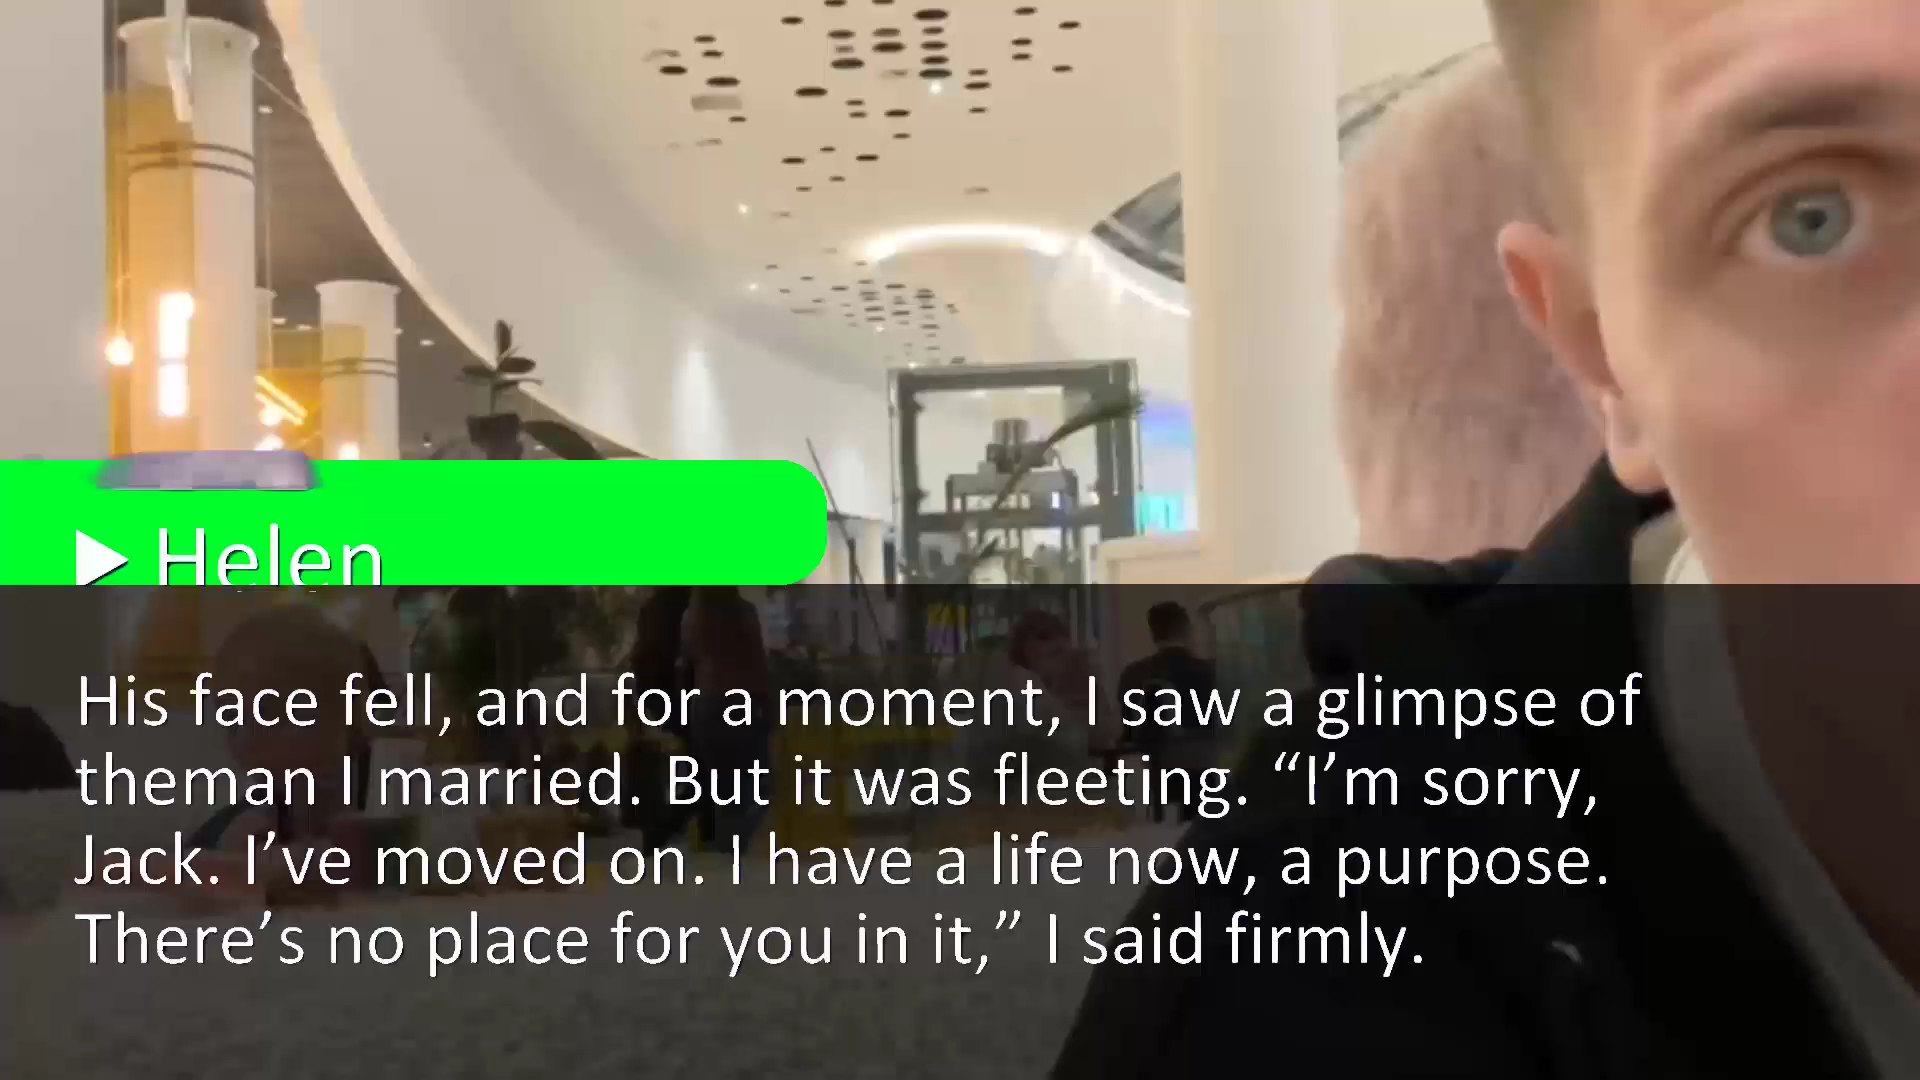 Helen
His face fell, and for a moment, I saw a glimpse of
theman I married. But it was fleeting. “I’m sorry,
Jack. I’ve moved on. I have a life now, a purpose.
There’s no place for you in it,” I said firmly.